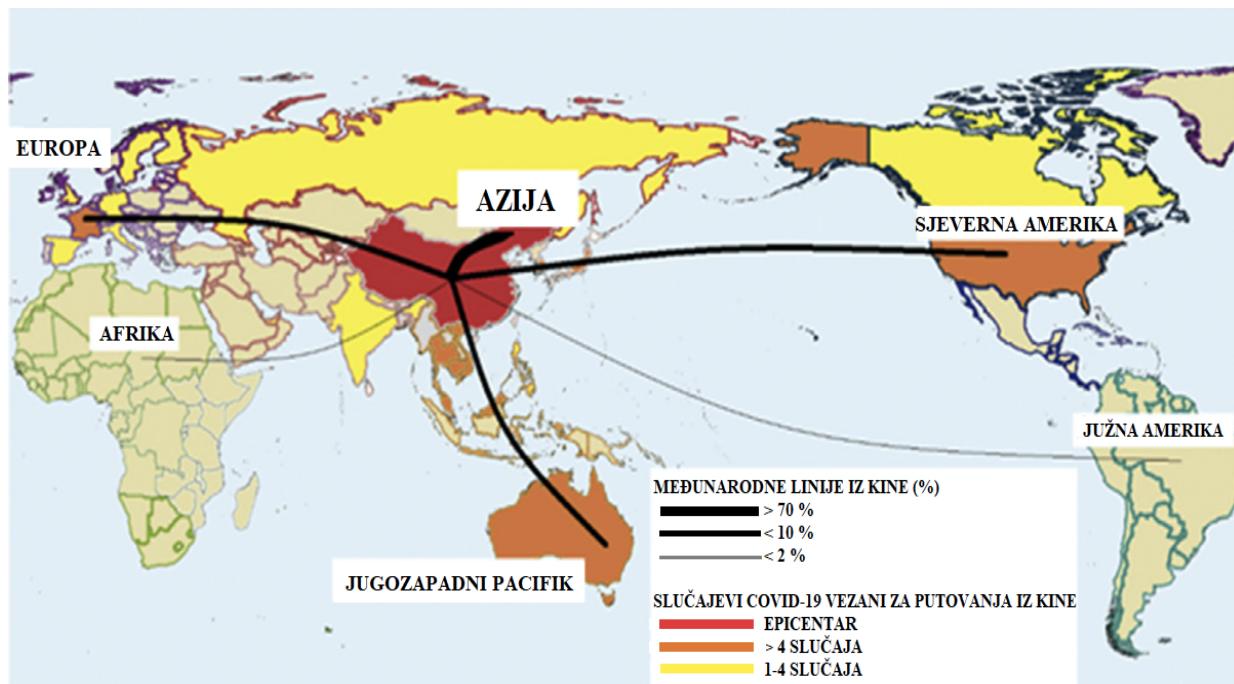 EUROPA
AZIJA
SJEVERNA AMERIKA
AFRIKA
JUŽNA AMERIKA
JUGOZAPADNI PACIFIK
MEĐUNARODNE LINIJE IZ KINE (%)
> 70 %
< 10 %
< 2 %
SLUČAJEVI COVID-19 VEZANI ZA PUTOVANJA IZ KINE
EPICENTAR
> 4 SLUČAJA
1-4 SLUČAJA